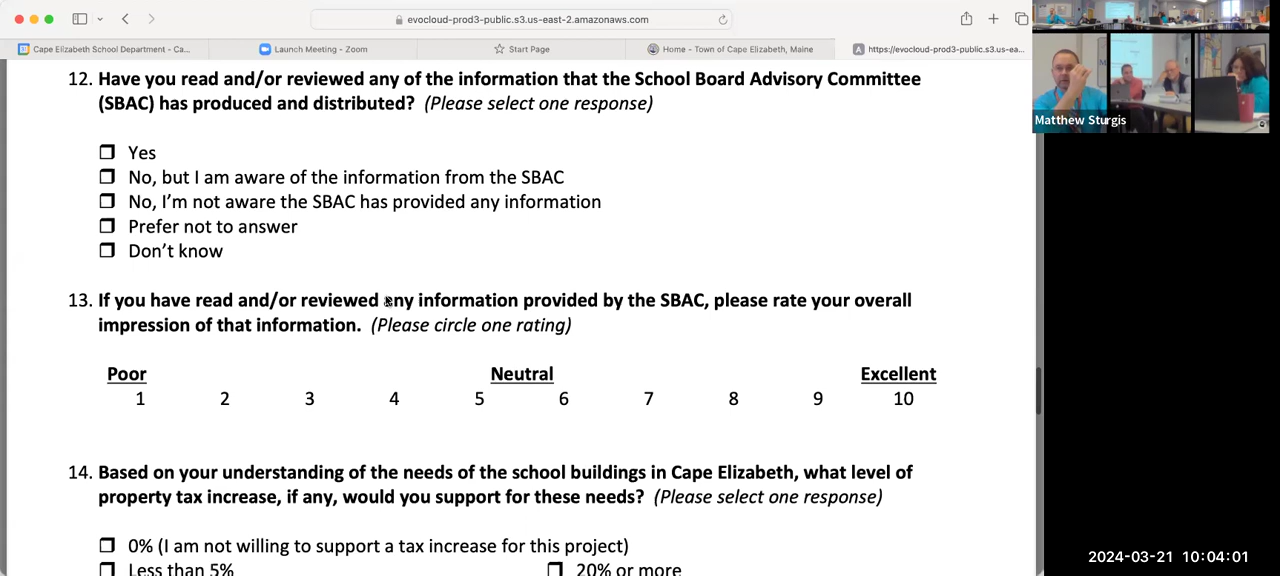 evocloud-prod3-public.s3.us-east-2.amazonaws.com
Cape Elizabeth School Department - Ca...
Launch Meeting - Zoom
Start Page
Home - Town of Cape Elizabeth, Maine
https://evocloud-prod3-public.s3.us-ea...
12. Have you read and/or reviewed any of the information that the School Board Advisory Committee
(SBAC) has produced and distributed? (Please select one response)
Yes
No, but I am aware of the information from the SBAC
No, I'm not aware the SBAC has provided any information
Prefer not to answer
Don't know
13. If you have read and/or reviewed any information provided by the SBAC, please rate your overall
impression of that information. (Please circle one rating)
Poor Neutral Excellent
1 2 3 4 5 6 7 8 9 10
14. Based on your understanding of the needs of the school buildings in Cape Elizabeth, what level of
property tax increase, if any, would you support for these needs? (Please select one response)
0% (I am not willing to support a tax increase for this project)
Less than 5% 20% or more
Matthew Sturgis
2024-03-21 10:04:01